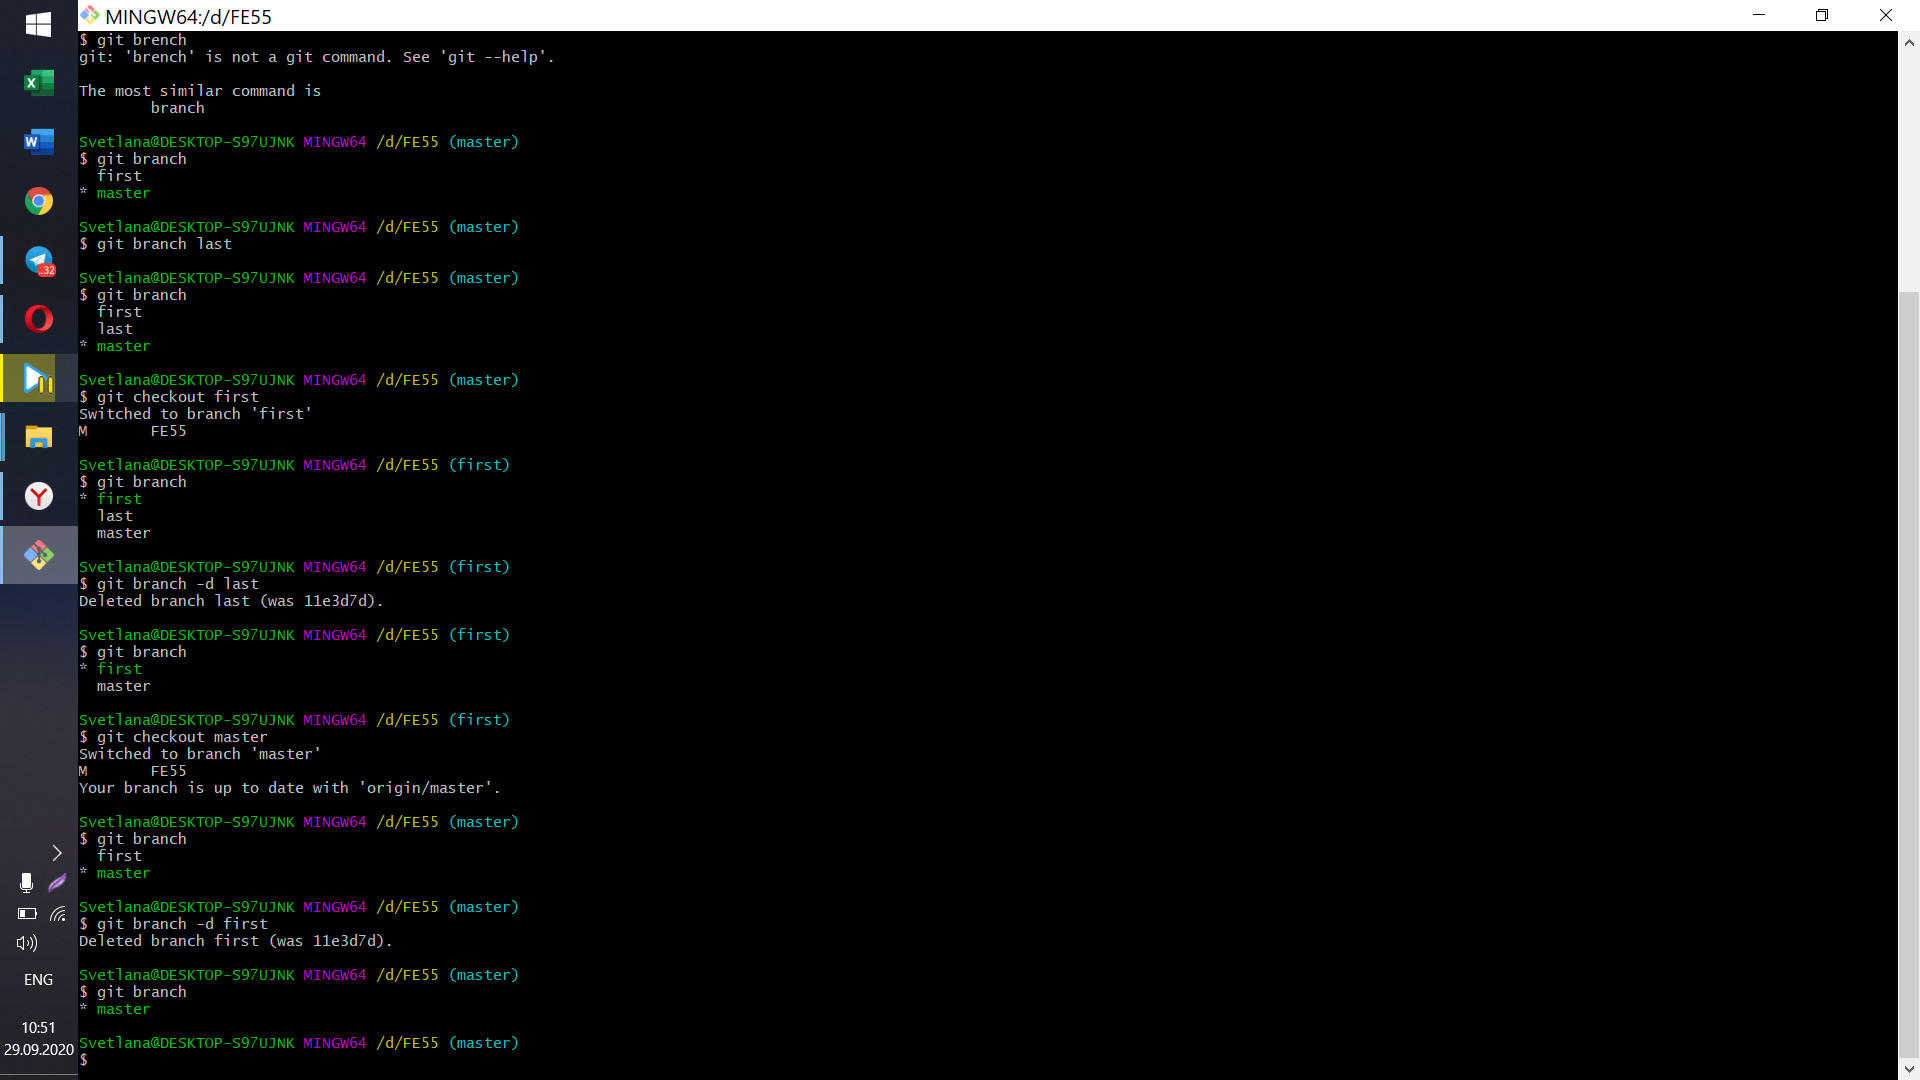 MINGW64:/d/FE55
$ git brench
git: 'brench' is not a git command. See 'git --help'.
The most similar command is
branch
Svetlana@DESKTOP-S97UJNK MINGW64 /d/FE55 (master)
$ git branch
first
* master
Svetlana@DESKTOP-S97UJNK MINGW64 /d/FE55 (master)
$ git branch last
Svetlana@DESKTOP-S97UJNK MINGW64 /d/FE55 (master)
$ git branch
first
last
* master
Svetlana@DESKTOP-S97UJNK MINGW64 /d/FE55 (master)
$ git checkout first
Switched to branch 'first'
M FE55
Svetlana@DESKTOP-S97UJNK MINGW64 /d/FE55 (first)
$ git branch
* first
last
master
Svetlana@DESKTOP-S97UJNK MINGW64 /d/FE55 (first)
$ git branch -d last
Deleted branch last (was 11e3d7d).
Svetlana@DESKTOP-S97UJNK MINGW64 /d/FE55 (first)
$ git branch
* first
master
Svetlana@DESKTOP-S97UJNK MINGW64 /d/FE55 (first)
$ git checkout master
Switched to branch 'master'
M FE55
Your branch is up to date with 'origin/master'.
Svetlana@DESKTOP-S97UJNK MINGW64 /d/FE55 (master)
$ git branch
first
* master
Svetlana@DESKTOP-S97UJNK MINGW64 /d/FE55 (master)
$ git branch -d first
Deleted branch first (was 11e3d7d).
Svetlana@DESKTOP-S97UJNK MINGW64 /d/FE55 (master)
$ git branch
* master
Svetlana@DESKTOP-S97UJNK MINGW64 /d/FE55 (master)
$
X
W
..32
Y
ENG
10:51
29.09.2020